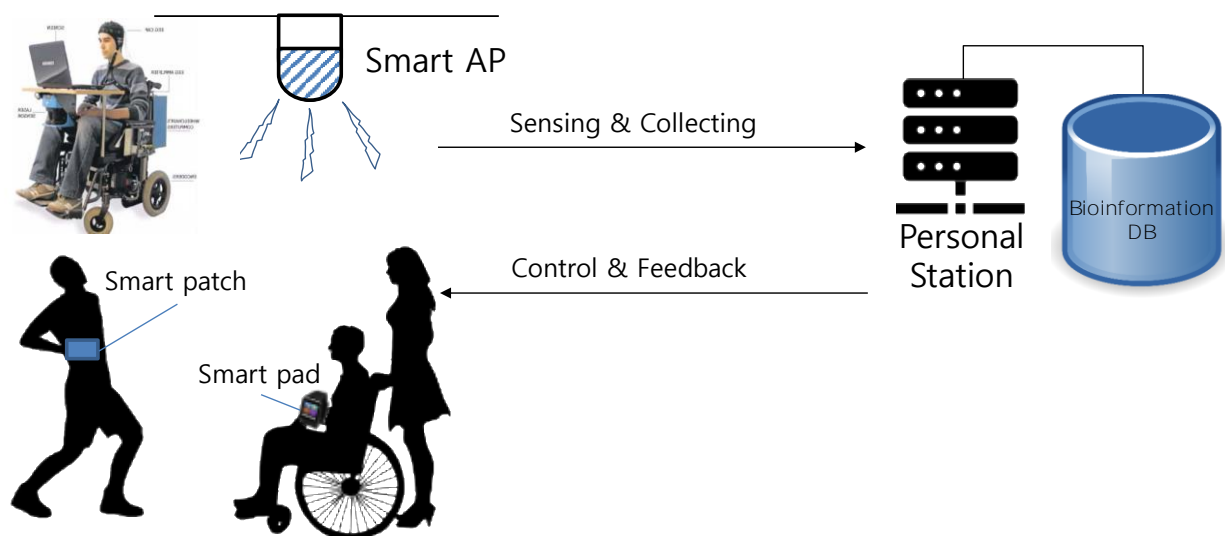 Smart AP
Sensing & Collecting
Bioinformation
DB
Personal
Station
Control & Feedback
Smart patch
Smart pad